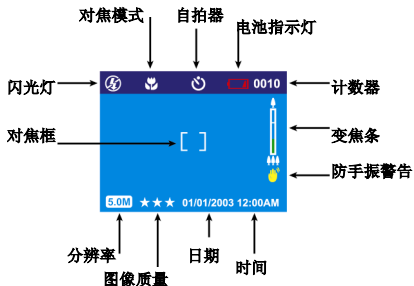 对焦模式
自拍器
电池指示灯
闪光灯
0010
计数器
对焦框
变焦条
防手振警告
5.0M ★★★ 01/01/2003 12:00AM
分辨率
图像质量
日期
时间